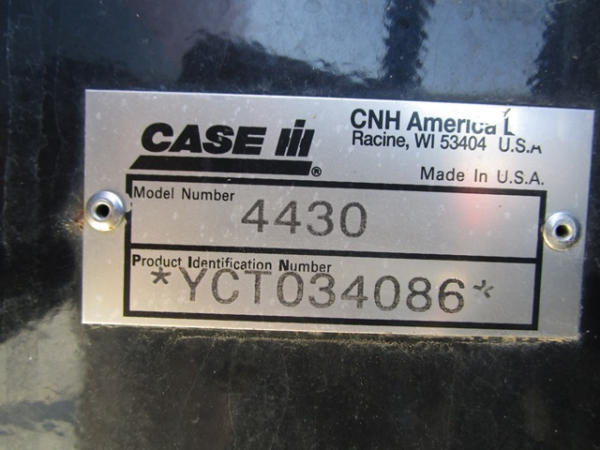 CASE IH®
CNH America L
Racine, WI 53404 U.S.A
Made In U.S.A.
Model Number
4430
Product Identification Number
*YCT034086*